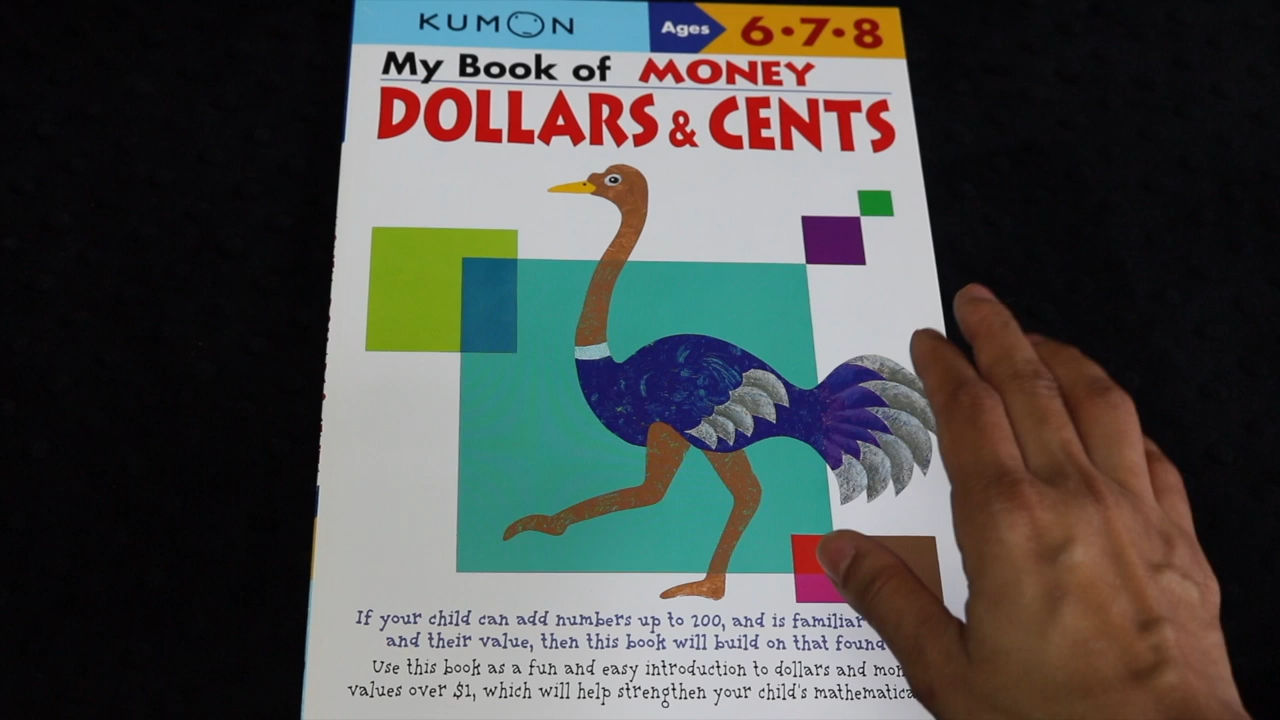 KUMON Ages 6•7•8
My Book of MONEY
DOLLARS & CENTS
If your child can add numbers up to 200, and is familiar
and their value, then this book will build on that
Use this book as a fun and easy introduction to dollars and
values over $1, which will help strengthen your child's